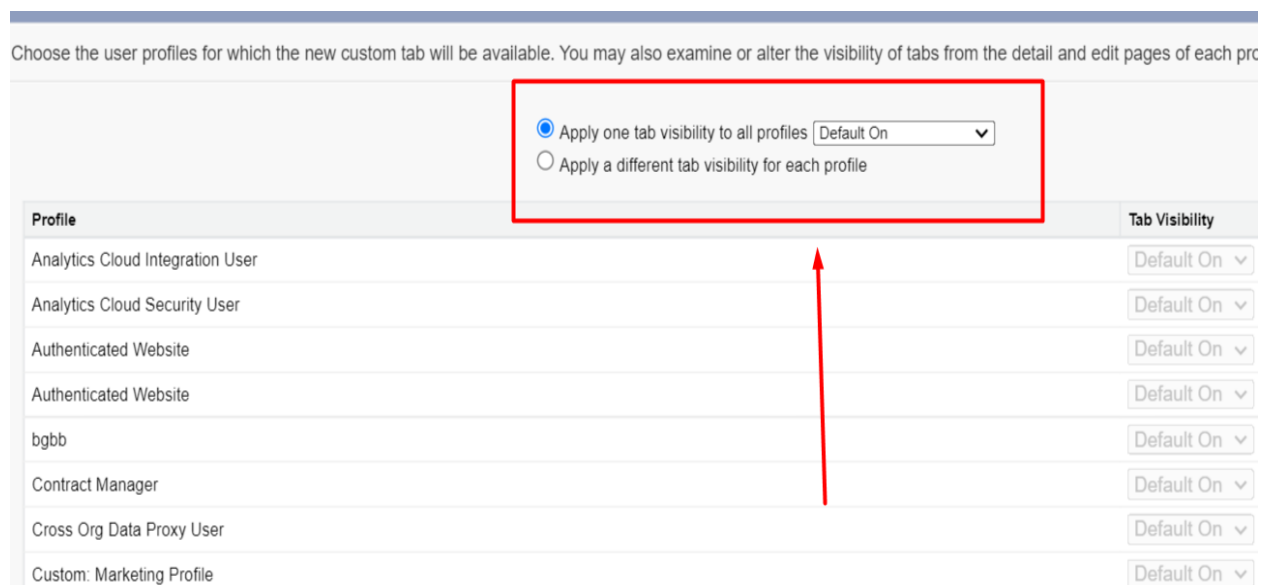 Choose the user profiles for which the new custom tab will be available. You may also examine or alter the visibility of tabs from the detail and edit pages of each pro
Apply one tab visibility to all profiles Default On
Apply a different tab visibility for each profile
Profile Tab Visibility
Analytics Cloud Integration User Default On
Analytics Cloud Security User Default On
Authenticated Website Default On
Authenticated Website Default On
bgbb Default On
Contract Manager Default On
Cross Org Data Proxy User Default On
Custom: Marketing Profile Default On